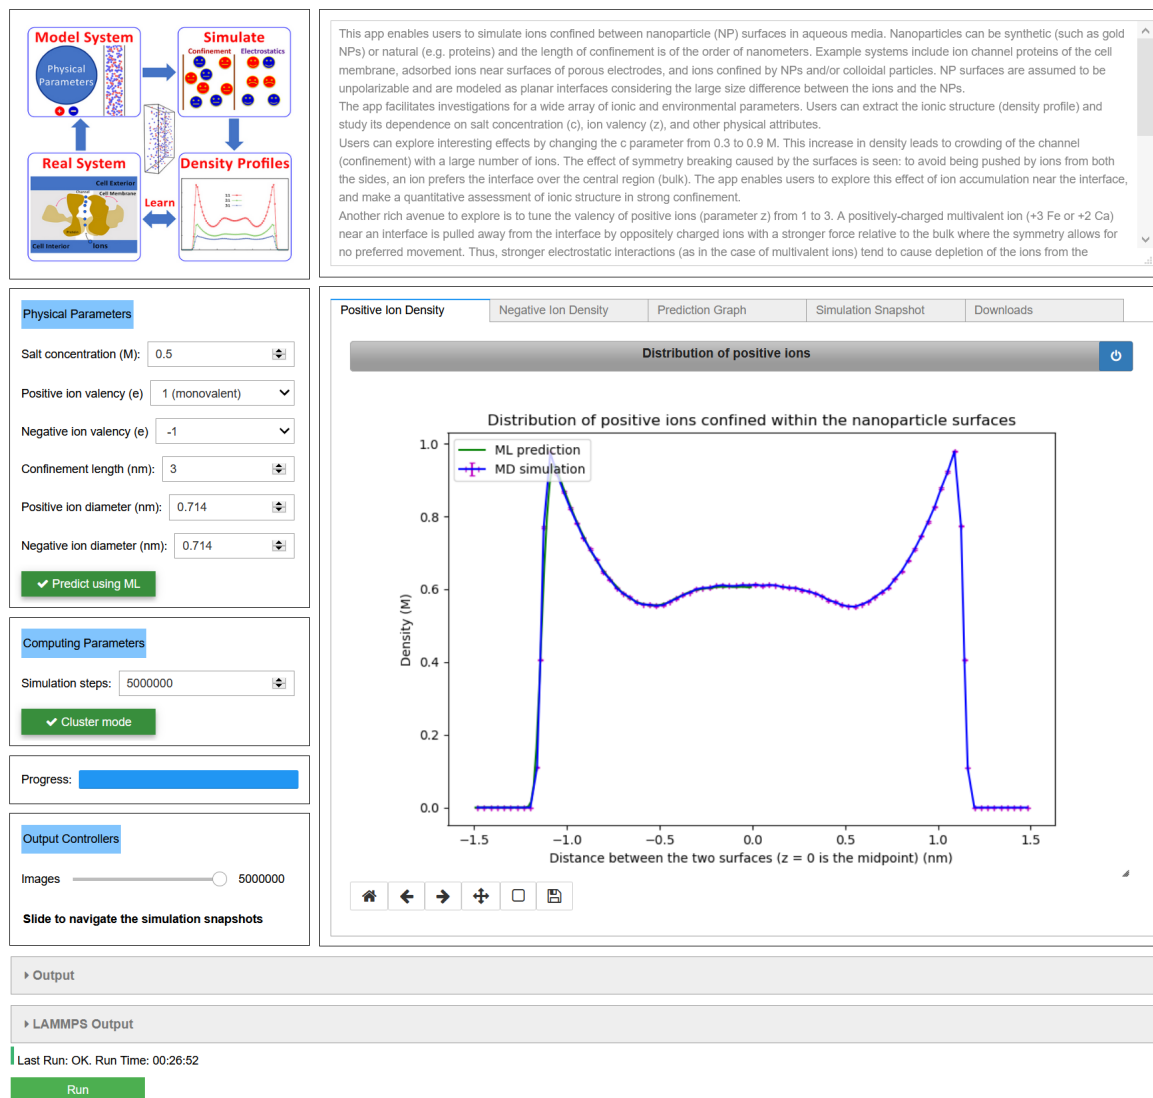 Model System
Simulate
Physical
Parameters
Confinement
Electrostatics
Real System
Density Profiles
Learn
Cell Exterior
Channel
Cell Membrane
Cell Interior
Ions
This app enables users to simulate ions confined between nanoparticle (NP) surfaces in aqueous media. Nanoparticles can be synthetic (such as gold
NPs) or natural (e.g. proteins) and the length of confinement is of the order of nanometers. Example systems include ion channel proteins of the cell
membrane, adsorbed ions near surfaces of porous electrodes, and ions confined by NPs and/or colloidal particles. NP surfaces are assumed to be
unpolarizable and are modeled as planar interfaces considering the large size difference between the ions and the NPs.
The app facilitates investigations for a wide array of ionic and environmental parameters. Users can extract the ionic structure (density profile) and
study its dependence on salt concentration (c), ion valency (z), and other physical attributes.
Users can explore interesting effects by changing the c parameter from 0.3 to 0.9 M. This increase in density leads to crowding of the channel
(confinement) with a large number of ions. The effect of symmetry breaking caused by the surfaces is seen: to avoid being pushed by ions from both
the sides, an ion prefers the interface over the central region (bulk). The app enables users to explore this effect of ion accumulation near the interface,
and make a quantitative assessment of ionic structure in strong confinement.
Another rich avenue to explore is to tune the valency of positive ions (parameter z) from 1 to 3. A positively-charged multivalent ion (+3 Fe or +2 Ca)
near an interface is pulled away from the interface by oppositely charged ions with a stronger force relative to the bulk where the symmetry allows for
no preferred movement. Thus, stronger electrostatic interactions (as in the case of multivalent ions) tend to cause depletion of the ions from the
Physical Parameters
Salt concentration (M): 0.5
Positive ion valency (e) 1 (monovalent)
Negative ion valency (e) -1
Confinement length (nm): 3
Positive ion diameter (nm): 0.714
Negative ion diameter (nm): 0.714
Predict using ML
Computing Parameters
Simulation steps: 5000000
Cluster mode
Progress:
Output Controllers
Images 5000000
Slide to navigate the simulation snapshots
Positive Ion Density Negative Ion Density Prediction Graph Simulation Snapshot Downloads
Distribution of positive ions
Distribution of positive ions confined within the nanoparticle surfaces
ML prediction
MD simulation
Density (M)
1.0
0.8
0.6
0.4
0.2
0.0
−1.5 −1.0 −0.5 0.0 0.5 1.0 1.5
Distance between the two surfaces (z = 0 is the midpoint) (nm)
Output
LAMMPS Output
Last Run: OK. Run Time: 00:26:52
Run